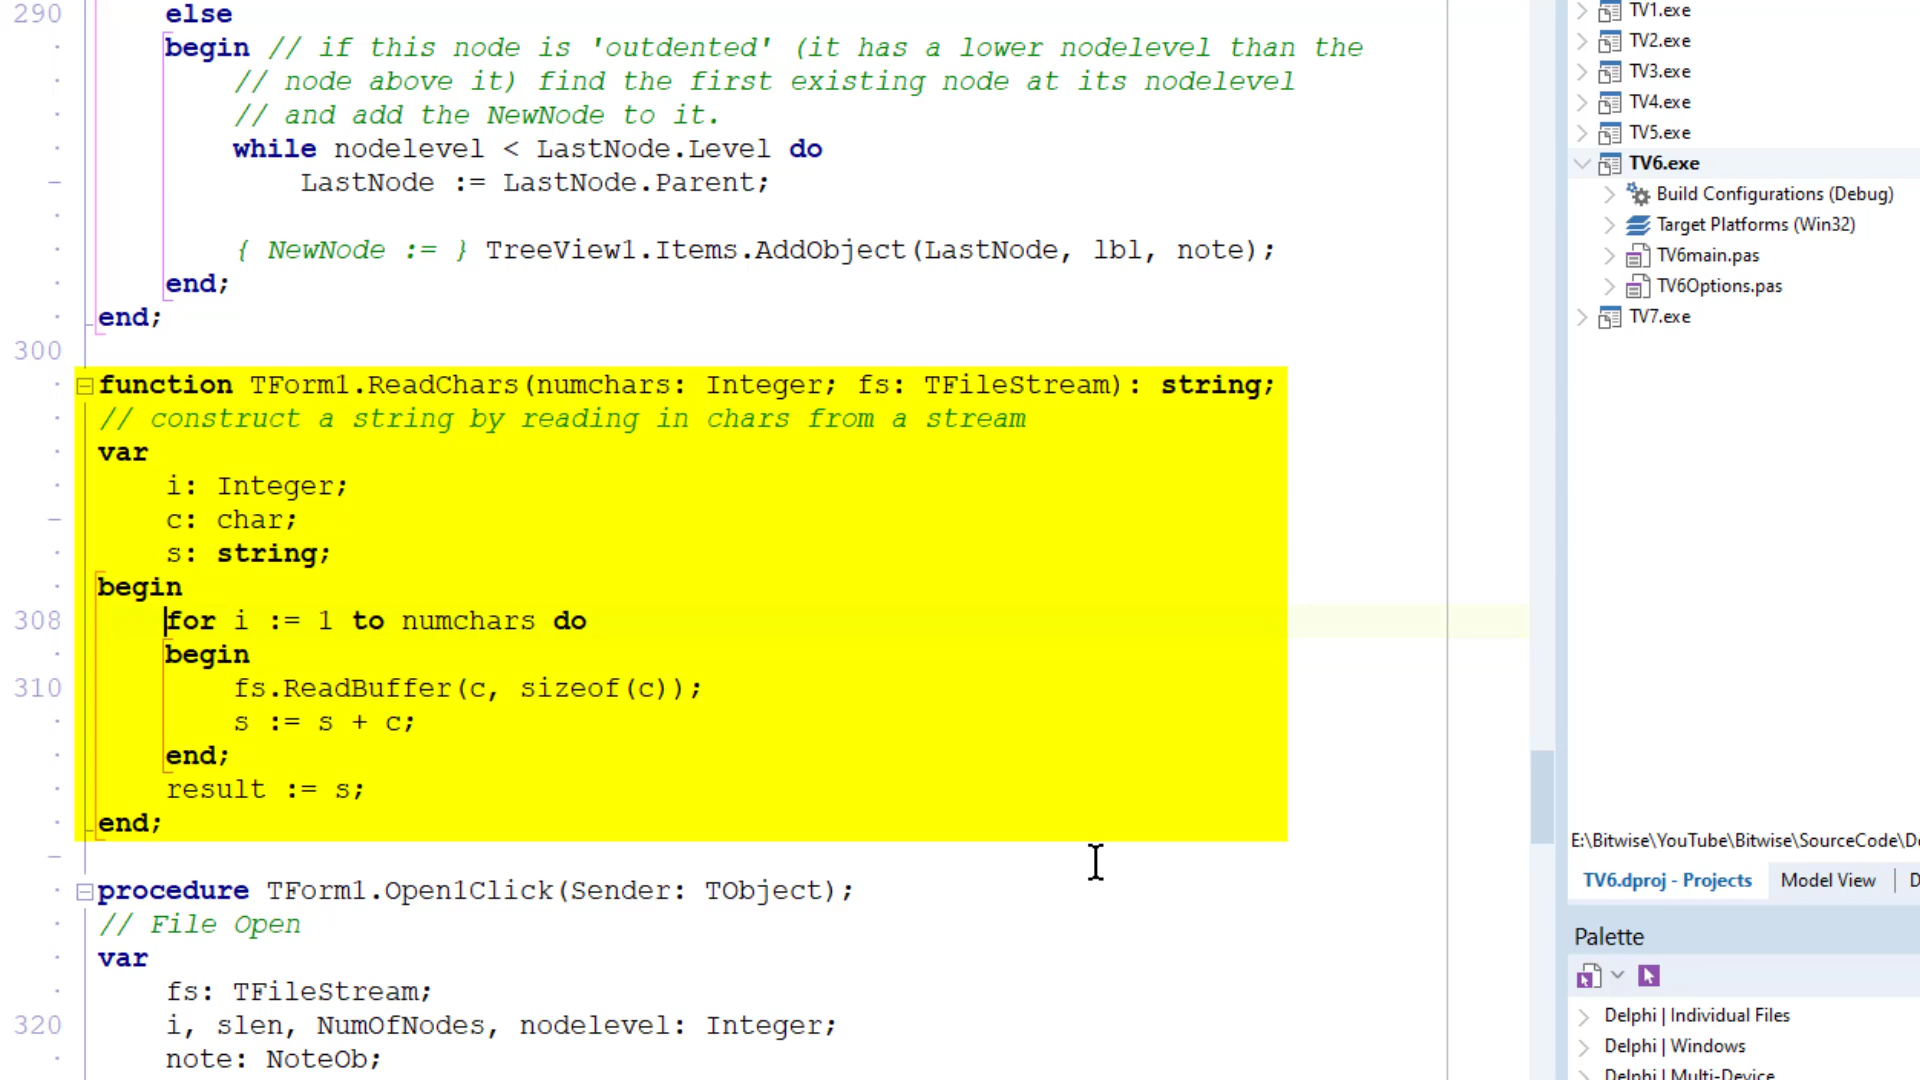 290
else
begin // if this node is 'outdented' (it has a lower nodelevel than the
// node above it) find the first existing node at its nodelevel
// and add the NewNode to it.
while nodelevel < LastNode.Level do
LastNode := LastNode.Parent;
{ NewNode := } TreeView1.Items.AddObject(LastNode, lbl, note);
end;
end;
300
function TForm1.ReadChars(numchars: Integer; fs: TFileStream): string;
// construct a string by reading in chars from a stream
var
i: Integer;
c: char;
s: string;
begin
308 for i := 1 to numchars do
begin
310 fs.ReadBuffer(c, sizeof(c));
s := s + c;
end;
result := s;
end;
procedure TForm1.Open1Click(Sender: TObject);
// File Open
var
fs: TFileStream;
320 i, slen, NumOfNodes, nodelevel: Integer;
note: NoteOb;
TV1.exe
TV2.exe
TV3.exe
TV4.exe
TV5.exe
TV6.exe
Build Configurations (Debug)
Target Platforms (Win32)
TV6main.pas
TV6Options.pas
TV7.exe
E:\Bitwise\YouTube\Bitwise\SourceCode\De
TV6.dproj - Projects Model View D
Palette
Delphi | Individual Files
Delphi | Windows
Delphi | Multi-Device